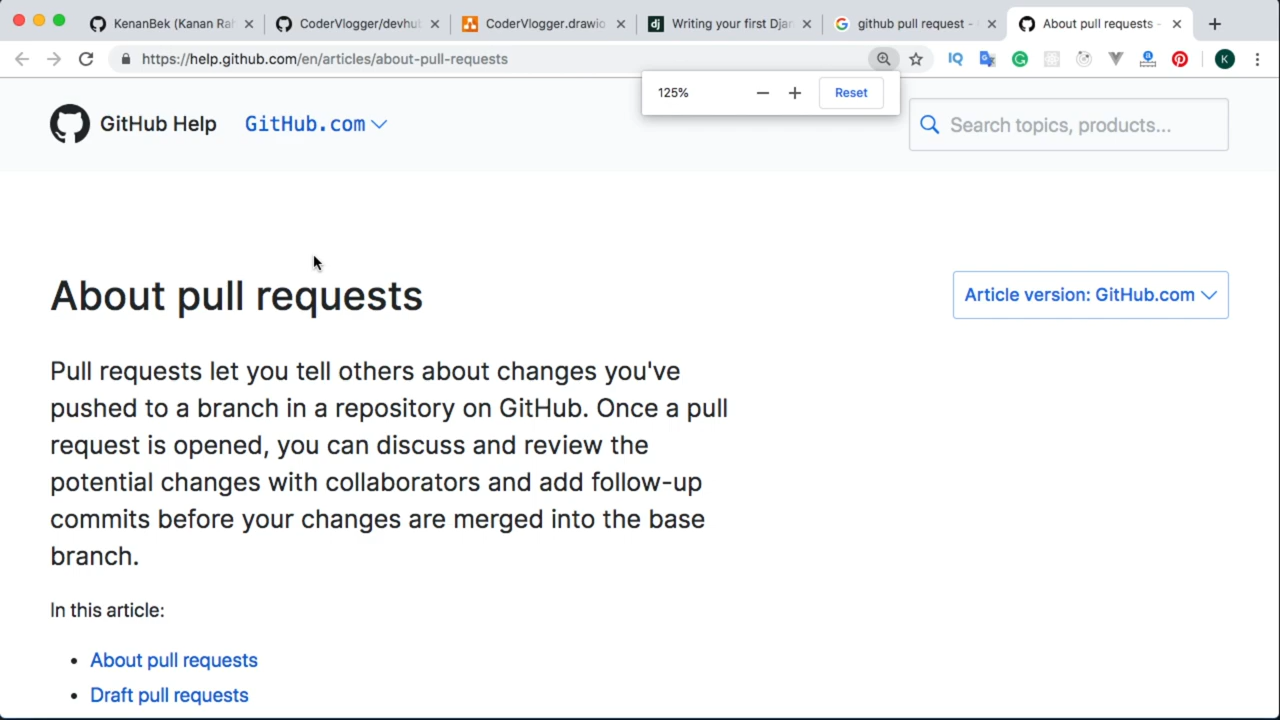 KenanBek (Kanan Ra
CoderVlogger/devhu
CoderVlogger.drawio
dj
Writing your first Dja
github pull request -
About pull requests -
https://help.github.com/en/articles/about-pull-requests
IQ
K
125%
Reset
GitHub Help
GitHub.com
Search topics, products...
About pull requests
Article version: GitHub.com
Pull requests let you tell others about changes you've
pushed to a branch in a repository on GitHub. Once a pull
request is opened, you can discuss and review the
potential changes with collaborators and add follow-up
commits before your changes are merged into the base
branch.
In this article:
• About pull requests
• Draft pull requests